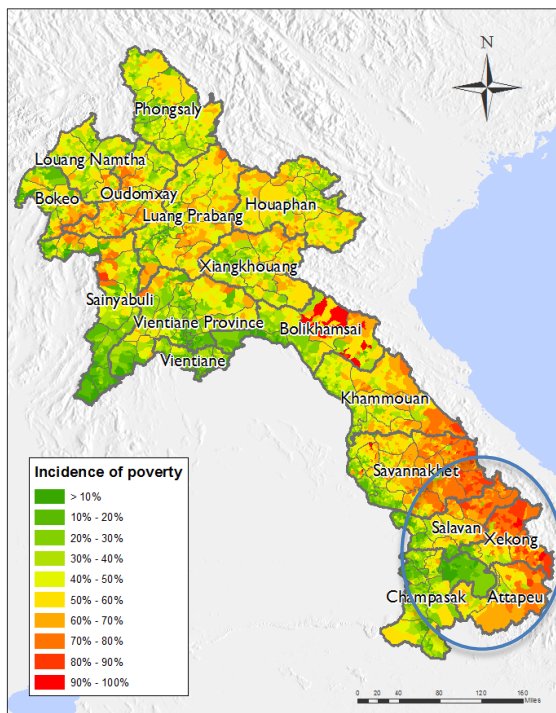 N
Phongsaly
Louang Namtha
Bokeo
Oudomxay
Luang Prabang
Houaphan
Xiangkhouang
Sainyabuli
Vientiane Province
Bolikhamsai
Vientiane
Khammouan
Savannakhet
Salavan
Xekong
Champasak
Attapeu
Incidence of poverty
> 10%
10% - 20%
20% - 30%
30% - 40%
40% - 50%
50% - 60%
60% - 70%
70% - 80%
80% - 90%
90% - 100%
0 20 40 80 120 160
Miles